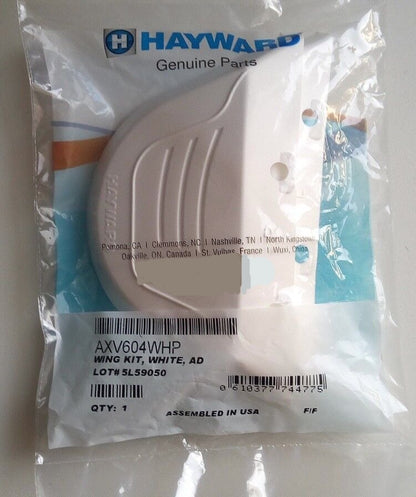 H HAYWARD
Genuine Parts
Pomona, CA I Clemmons, NC I Nashville, TN I North Kingstown
Oakville, ON, Canada I St. Vulbas, France I Wuxi, China
AXV604WHP
WING KIT, WHITE, AD
LOT# 5L59050
0 610377 744775
QTY: 1
ASSEMBLED IN USA
F/F